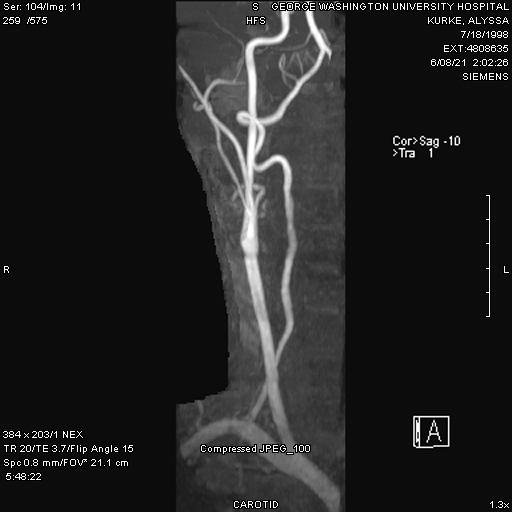 Ser: 104/Img: 11
259 /575
S GEORGE WASHINGTON UNIVERSITY HOSPITAL
HFS
KURKE, ALYSSA
7/18/1998
EXT:4808635
6/08/21 2:02:26
SIEMENS
Cor>Sag -10
>Tra 1
R
L
384 x 203/1 NEX
TR 20/TE 3.7/Flip Angle 15
Spc 0.8 mm/FOV* 21.1 cm
5:48:22
Compressed JPEG_100
A
CAROTID
1.3x